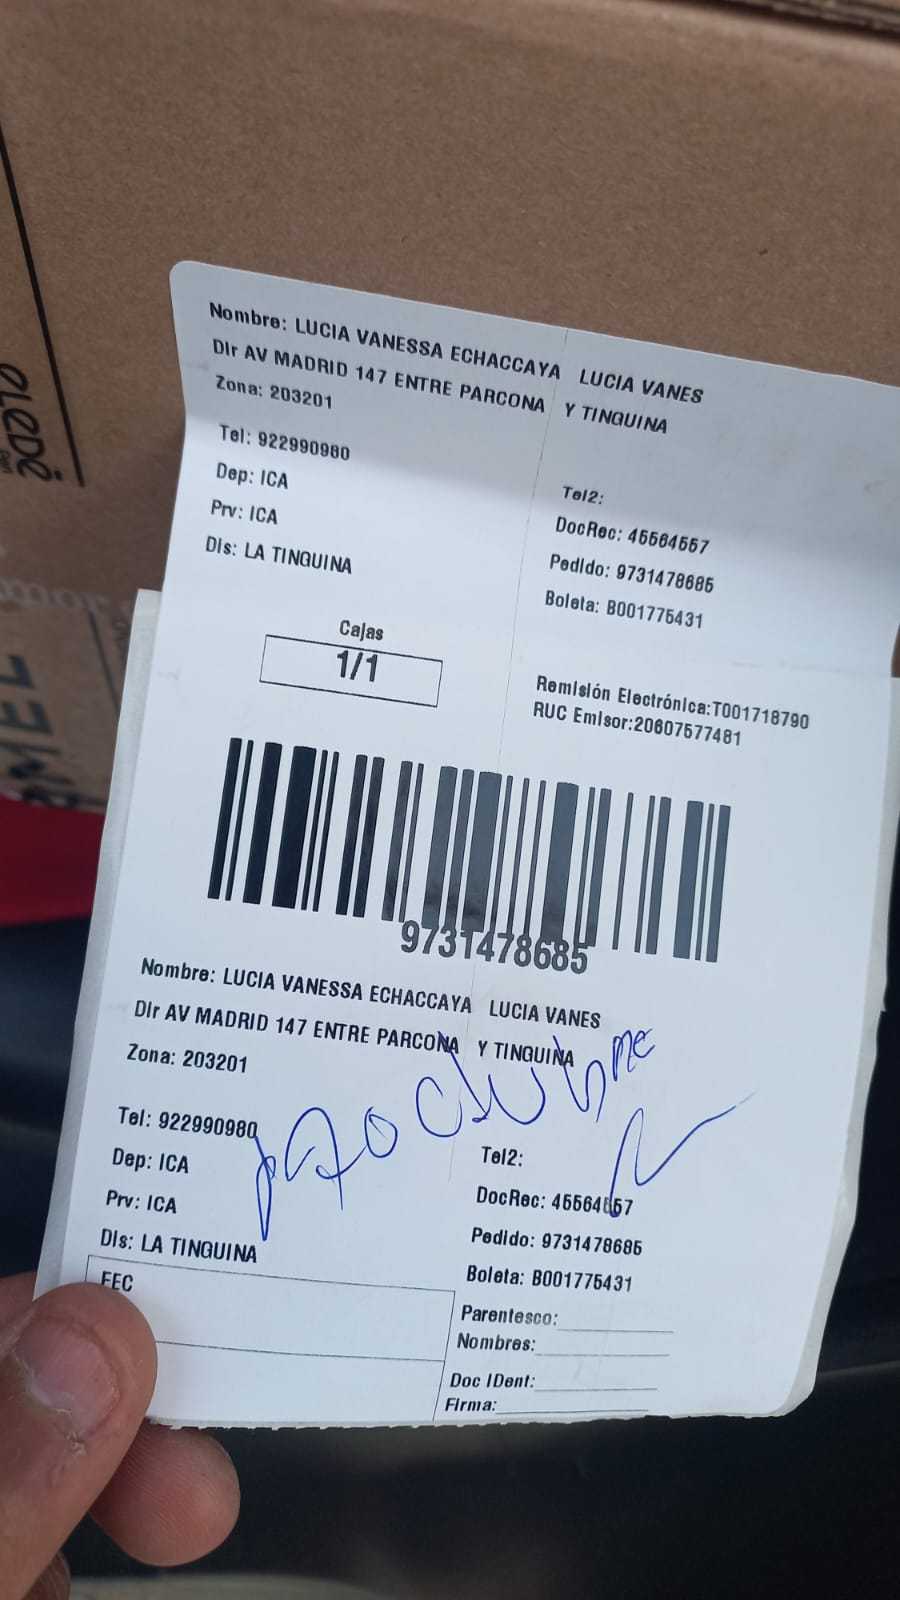 Nombre: LUCIA VANESSA ECHACCAYA LUCIA VANES
Dir AV MADRID 147 ENTRE PARCONA Y TINGUINA
Zona: 203201
Tel: 922990980
Dep: ICA
Prv: ICA
Dis: LA TINGUINA
Tel2:
DocRec: 45564557
Pedido: 9731478685
Boleta: B001775431
Cajas
1/1
Remisión Electrónica:T001718790
RUC Emisor:20607577481
9731478685
Nombre: LUCIA VANESSA ECHACCAYA LUCIA VANES
Dir AV MADRID 147 ENTRE PARCONA Y TINGUINA
Zona: 203201
Tel: 922990980
Dep: ICA
Prv: ICA
Dis: LA TINGUINA
Tel2:
DocRec: 45564557
Pedido: 9731478685
Boleta: B001775431
FEC
Parentesco:
Nombres:
Doc IDent:
Firma: